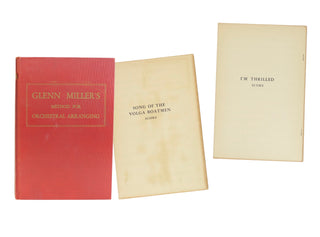 GLENN MILLER'S
METHOD FOR
ORCHESTRAL ARRANGING
SONG OF THE
VOLGA BOATMEN
SCORE
I'M THRILLED
SCORE